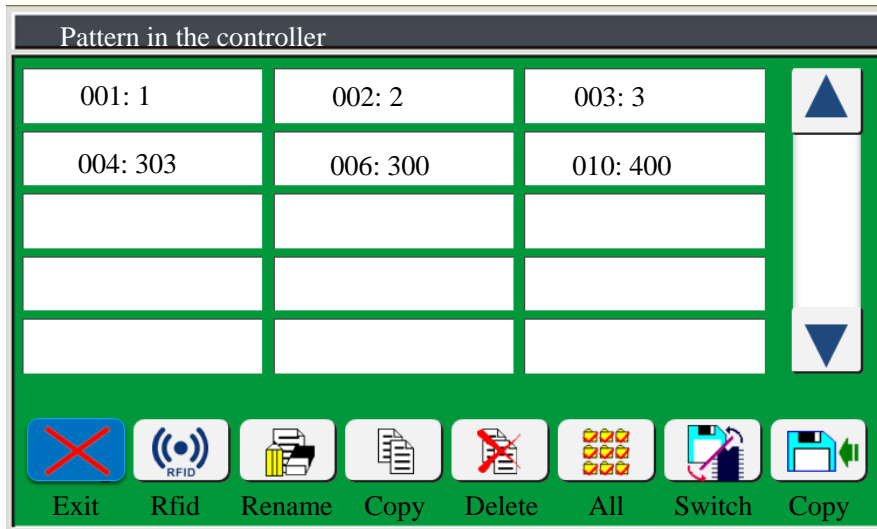 Pattern in the controller
001: 1 002: 2 003: 3
004: 303 006: 300 010: 400
RFID
Exit Rfid Rename Copy Delete All Switch Copy